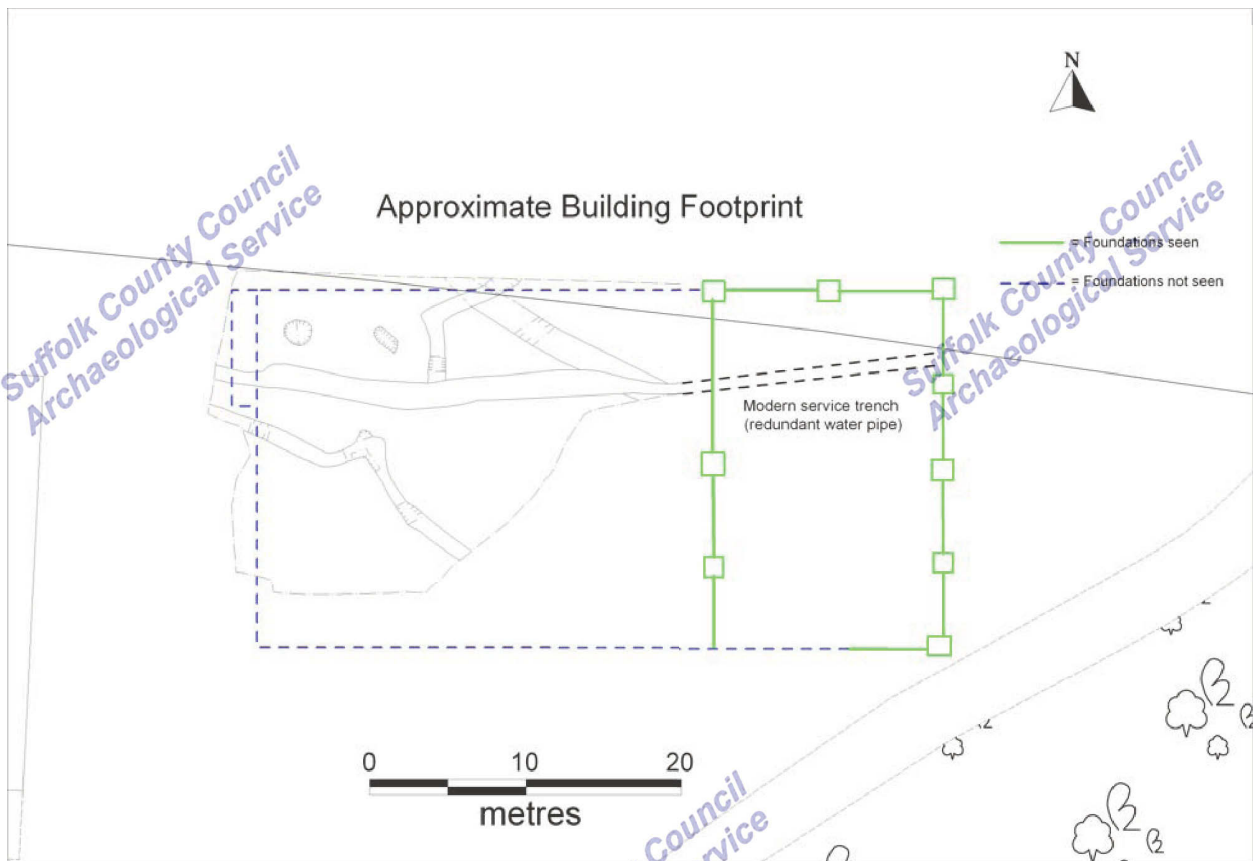 N
Suffolk County Council
Archaeological Service
Suffolk County Council
Archaeological Service
Approximate Building Footprint
= Foundations seen
= Foundations not seen
Modern service trench
(redundant water pipe)
0 10 20
metres
Council
rvice